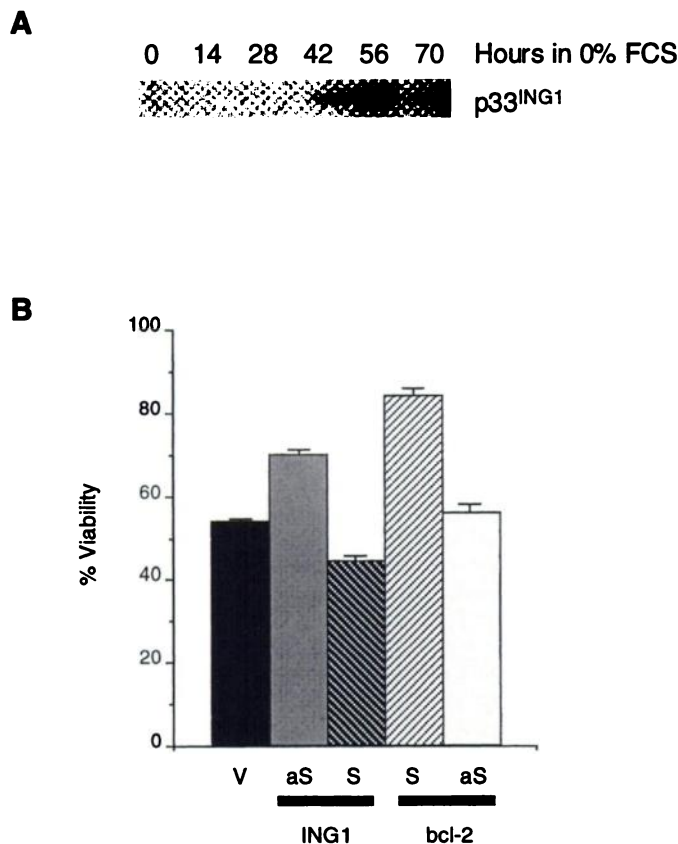 A
0 14 28 42 56 70 Hours in 0% FCS
p33ING1
B
100
80
60
40
20
0
% Viability
V aS S S aS
ING1 bcl-2